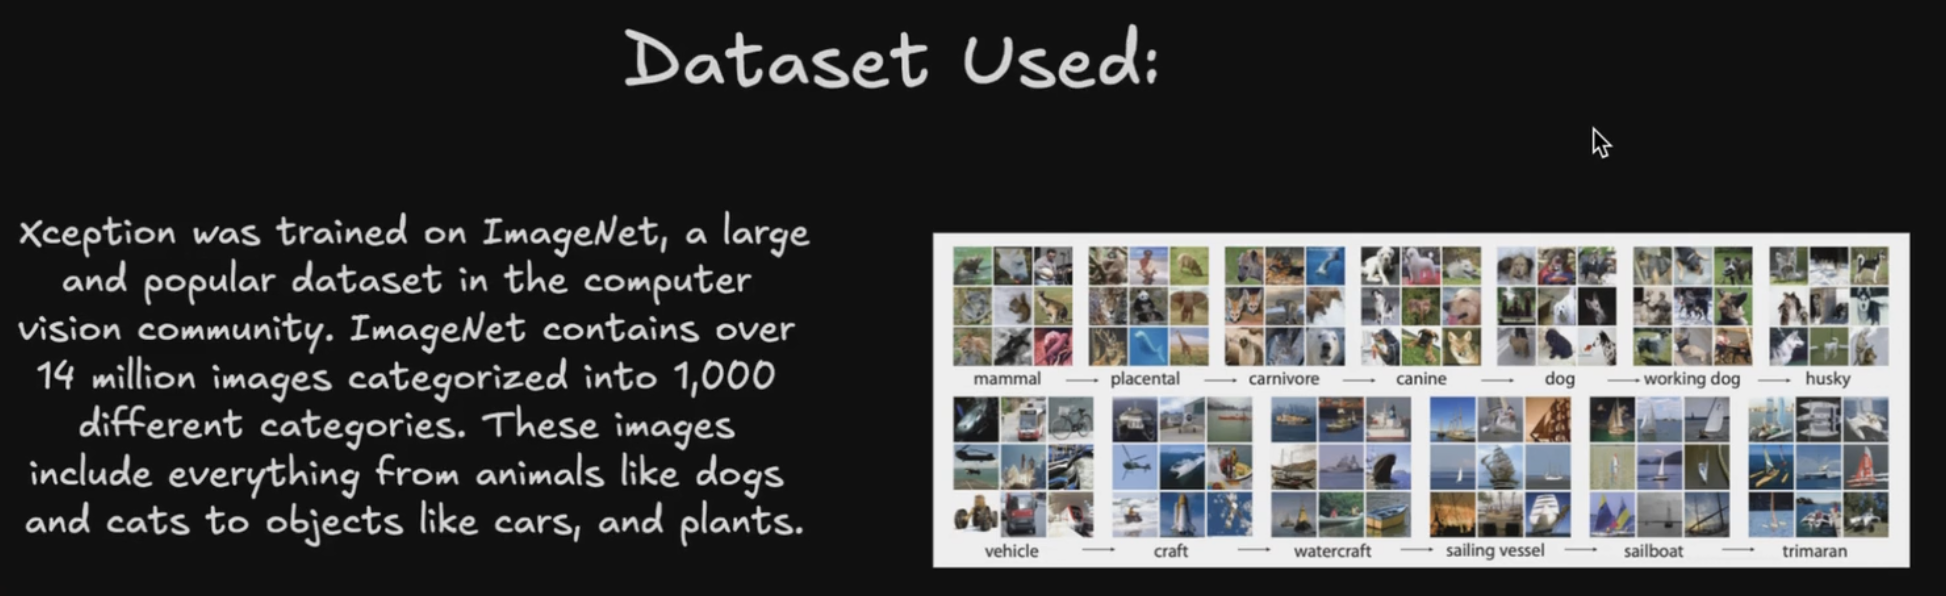 Dataset Used:
Xception was trained on ImageNet, a large
and popular dataset in the computer
vision community. ImageNet contains over
14 million images categorized into 1,000
different categories. These images
include everything from animals like dogs
and cats to objects like cars, and plants.
mammal → placental → carnivore → canine → dog → working dog → husky
vehicle → craft → watercraft → sailing vessel → sailboat → trimaran